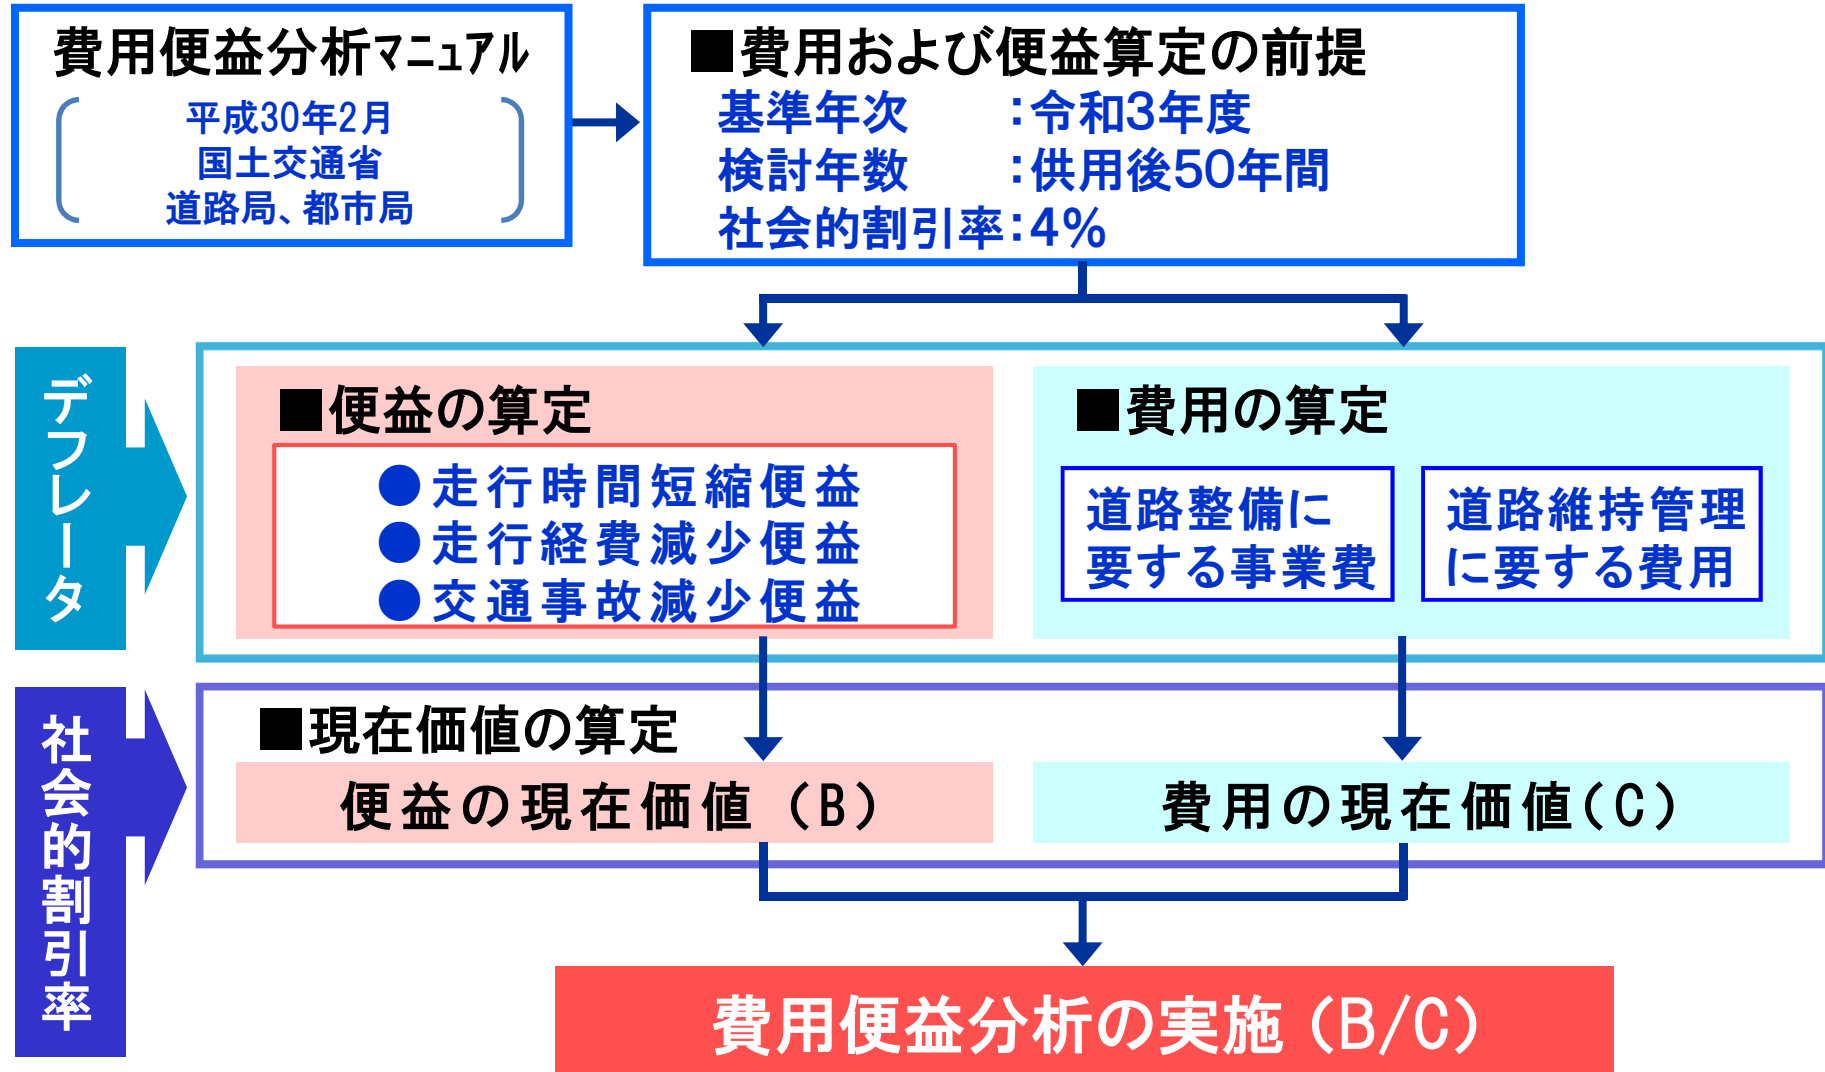 費用便益分析マニュアル
平成30年2月
国土交通省
道路局、都市局
■費用および便益算定の前提
基準年次　　：令和3年度
検討年数　　：供用後50年間
社会的割引率：4％
デフレータ
■便益の算定
●走行時間短縮便益
●走行経費減少便益
●交通事故減少便益
■費用の算定
道路整備に
要する事業費
道路維持管理
に要する費用
社会的割引率
■現在価値の算定
便益の現在価値（B）
費用の現在価値（C）
費用便益分析の実施（B/C）